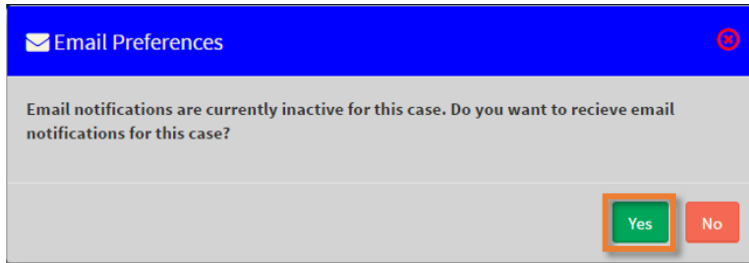 Email Preferences
Email notifications are currently inactive for this case. Do you want to recieve email
notifications for this case?
Yes
No